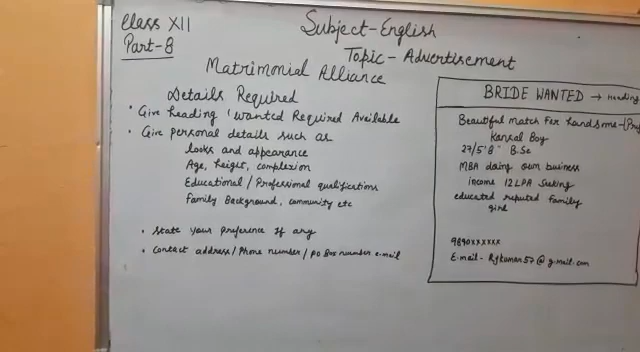 Class XII
Part-8
Subject-English
Topic- Advertisement
Matrimonial Alliance
Details Required
• Give heading 'Wanted Required Available
• Give personal details such as
looks and appearance
Age, height, complexion
Educational / Professional qualifications
Family Background, community etc
• State your preference if any
• Contact address / Phone number / PO Box number e-mail
BRIDE WANTED → Heading
Beautiful match For handsome-
Kansal Boy
27/5'8" B.Sc
MBA doing own business
income 12 LPA seeking
educated reputed family
girl
9890xxxxxx
E.mail- Rjkumar57@g.mail.com